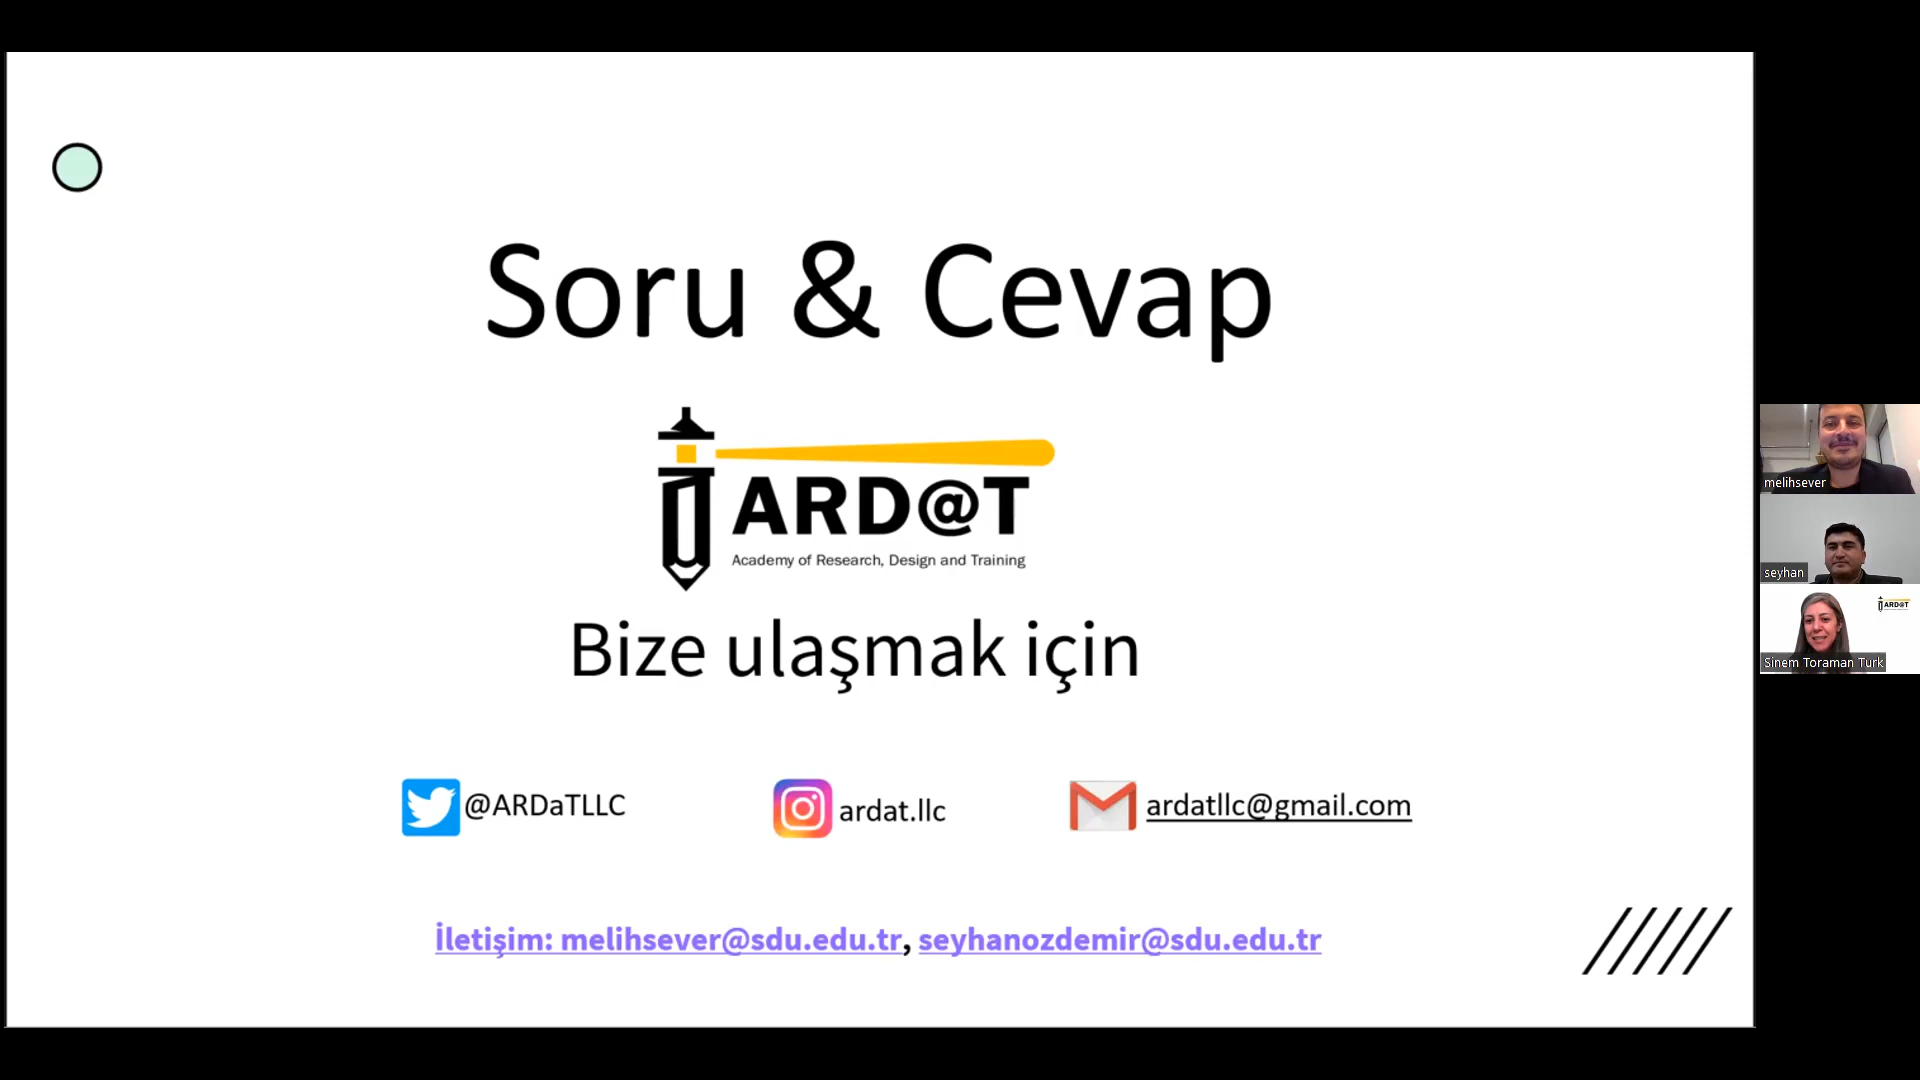 Soru & Cevap
ARD@T
Academy of Research, Design and Training
Bize ulaşmak için
@ARDaTLLC
ardat.llc
ardatllc@gmail.com
İletişim: melihsever@sdu.edu.tr, seyhanozdemir@sdu.edu.tr
melihsever
seyhan
ARD@T
Sinem Toraman Turk